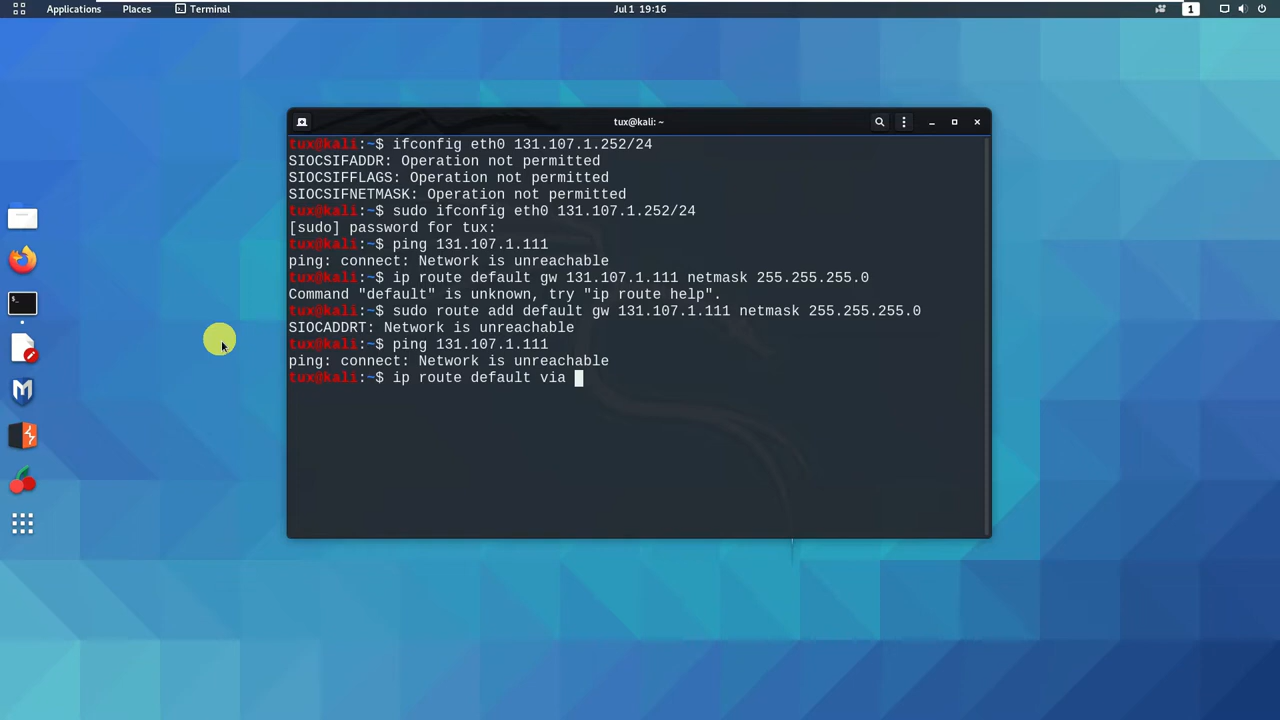 Applications Places Terminal Jul 1 19:16 1
tux@kali: ~
tux@kali:~$ ifconfig eth0 131.107.1.252/24
SIOCSIFADDR: Operation not permitted
SIOCSIFFLAGS: Operation not permitted
SIOCSIFNETMASK: Operation not permitted
tux@kali:~$ sudo ifconfig eth0 131.107.1.252/24
[sudo] password for tux:
tux@kali:~$ ping 131.107.1.111
ping: connect: Network is unreachable
tux@kali:~$ ip route default gw 131.107.1.111 netmask 255.255.255.0
Command "default" is unknown, try "ip route help".
tux@kali:~$ sudo route add default gw 131.107.1.111 netmask 255.255.255.0
SIOCADDRT: Network is unreachable
tux@kali:~$ ping 131.107.1.111
ping: connect: Network is unreachable
tux@kali:~$ ip route default via